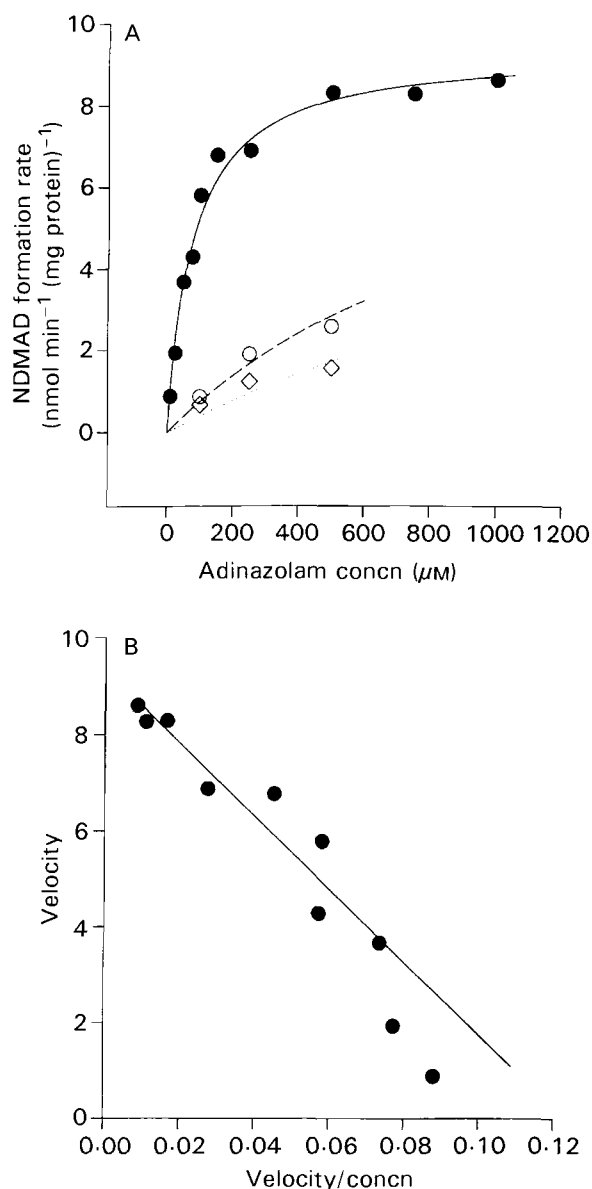 A
NDMAD formation rate
(nmol min⁻¹ (mg protein)⁻¹
10
8
6
4
2
0
0 200 400 600 800 1000 1200
Adinazolam concn (μM)
B
Velocity
10
8
6
4
2
0
0·00 0·02 0·04 0·06 0·08 0·10 0·12
Velocity/concn